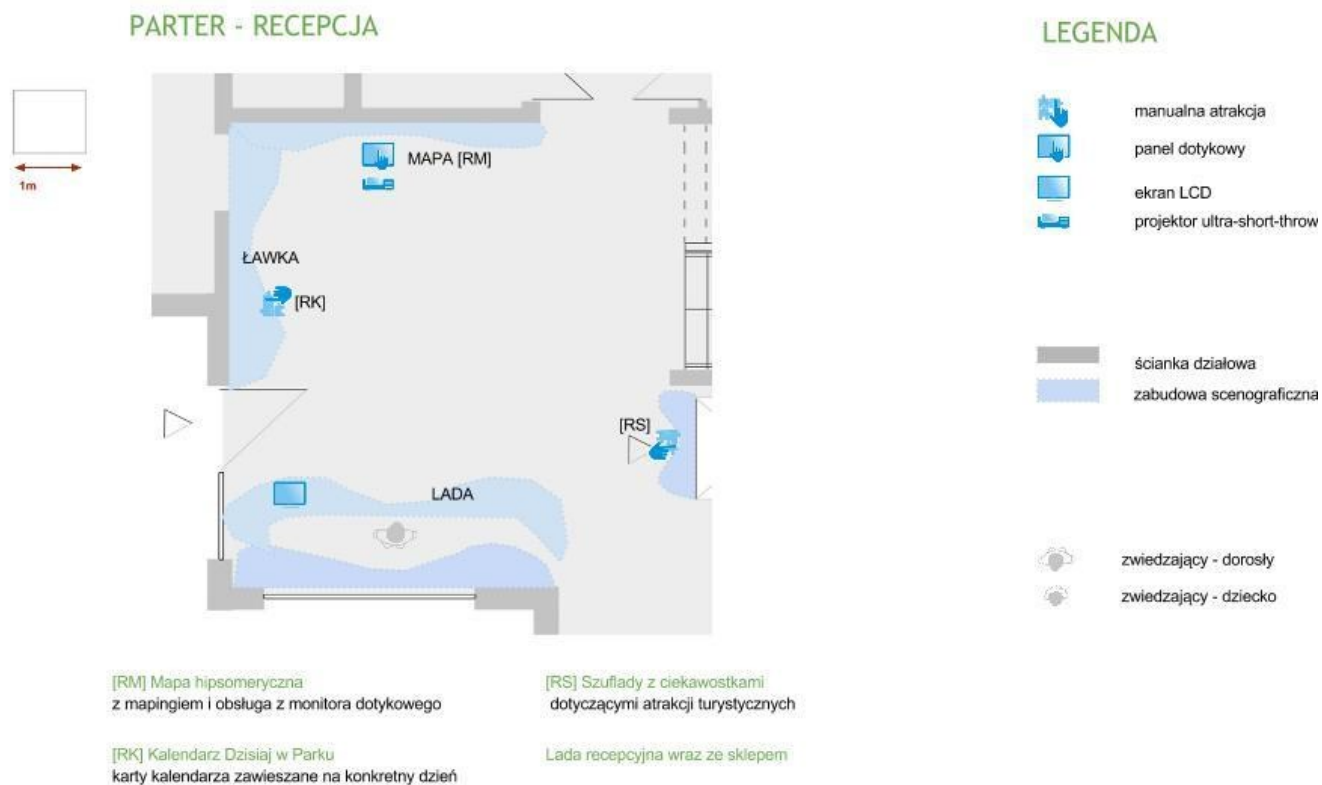 PARTER - RECEPCJA
1m
MAPA [RM]
ŁAWKA
[RK]
[RS]
LADA
[RM] Mapa hipsomeryczna
z mapingiem i obsługa z monitora dotykowego
[RK] Kalendarz Dzisiaj w Parku
karty kalendarza zawieszane na konkretny dzień
[RS] Szuflady z ciekawostkami
dotyczącymi atrakcji turystycznych
Lada recepcyjna wraz ze sklepem
LEGENDA
manualna atrakcja
panel dotykowy
ekran LCD
projektor ultra-short-throw
ścianka działowa
zabudowa scenograficzna
zwiedzający - dorosły
zwiedzający - dziecko